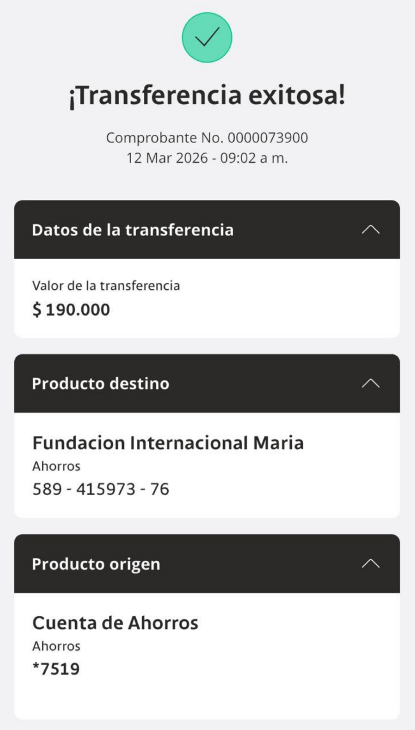 ¡Transferencia exitosa!
Comprobante No. 0000073900
12 Mar 2026 - 09:02 a m.
Datos de la transferencia
Valor de la transferencia
$ 190.000
Producto destino
Fundacion Internacional Maria
Ahorros
589 - 415973 - 76
Producto origen
Cuenta de Ahorros
Ahorros
*7519